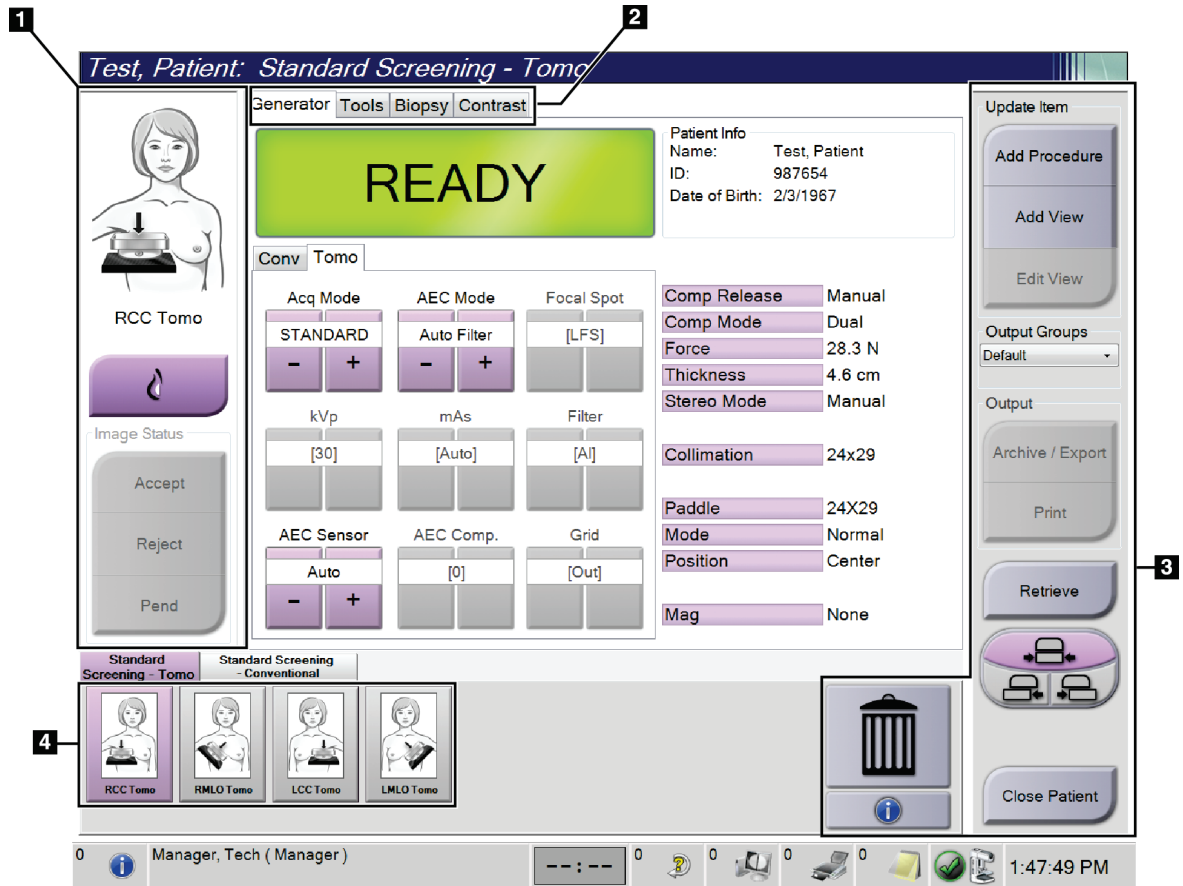 1
2
Test, Patient: Standard Screening - Tomo
Generator Tools Biopsy Contrast
READY
Patient Info
Name: Test, Patient
ID: 987654
Date of Birth: 2/3/1967
RCC Tomo
Image Status
Accept
Reject
Pend
Conv Tomo
Acq Mode AEC Mode Focal Spot
STANDARD Auto Filter [LFS]
- + - +
kVp mAs Filter
[30] [Auto] [Al]
AEC Sensor AEC Comp. Grid
Auto [0] [Out]
- +
Comp Release Manual
Comp Mode Dual
Force 28.3 N
Thickness 4.6 cm
Stereo Mode Manual
Collimation 24x29
Paddle 24X29
Mode Normal
Position Center
Mag None
Update Item
Add Procedure
Add View
Edit View
Output Groups
Default
Output
Archive / Export
Print
3
Retrieve
Close Patient
Standard
Screening - Tomo
Standard Screening
- Conventional
4
RCC Tomo
RMLO Tomo
LCC Tomo
LMLO Tomo
0 Manager, Tech ( Manager ) --:-- 0 0 0 0 1:47:49 PM